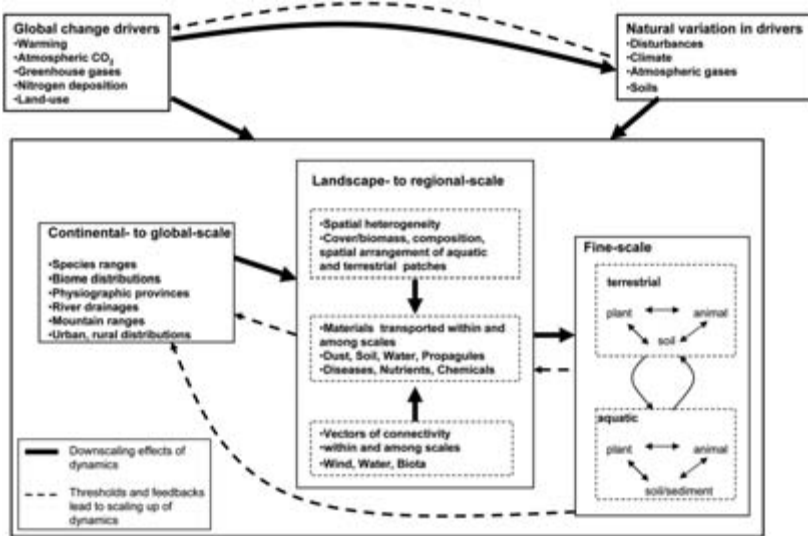 Global change drivers
•Warming
•Atmospheric CO₂
•Greenhouse gases
•Nitrogen deposition
•Land-use
Natural variation in drivers
•Disturbances
•Climate
•Atmospheric gases
•Soils
Landscape- to regional-scale
•Spatial heterogeneity
•Cover/biomass, composition,
spatial arrangement of aquatic
and terrestrial patches
Continental- to global-scale
•Species ranges
•Biome distributions
•Physiographic provinces
•River drainages
•Mountain ranges
•Urban, rural distributions
•Materials transported within and
among scales
•Dust, Soil, Water, Propagules
•Diseases, Nutrients, Chemicals
•Vectors of connectivity
•within and among scales
•Wind, Water, Biota
Fine-scale
terrestrial
plant animal
soil
aquatic
plant animal
soil/sediment
Downscaling effects of
dynamics
Thresholds and feedbacks
lead to scaling up of
dynamics